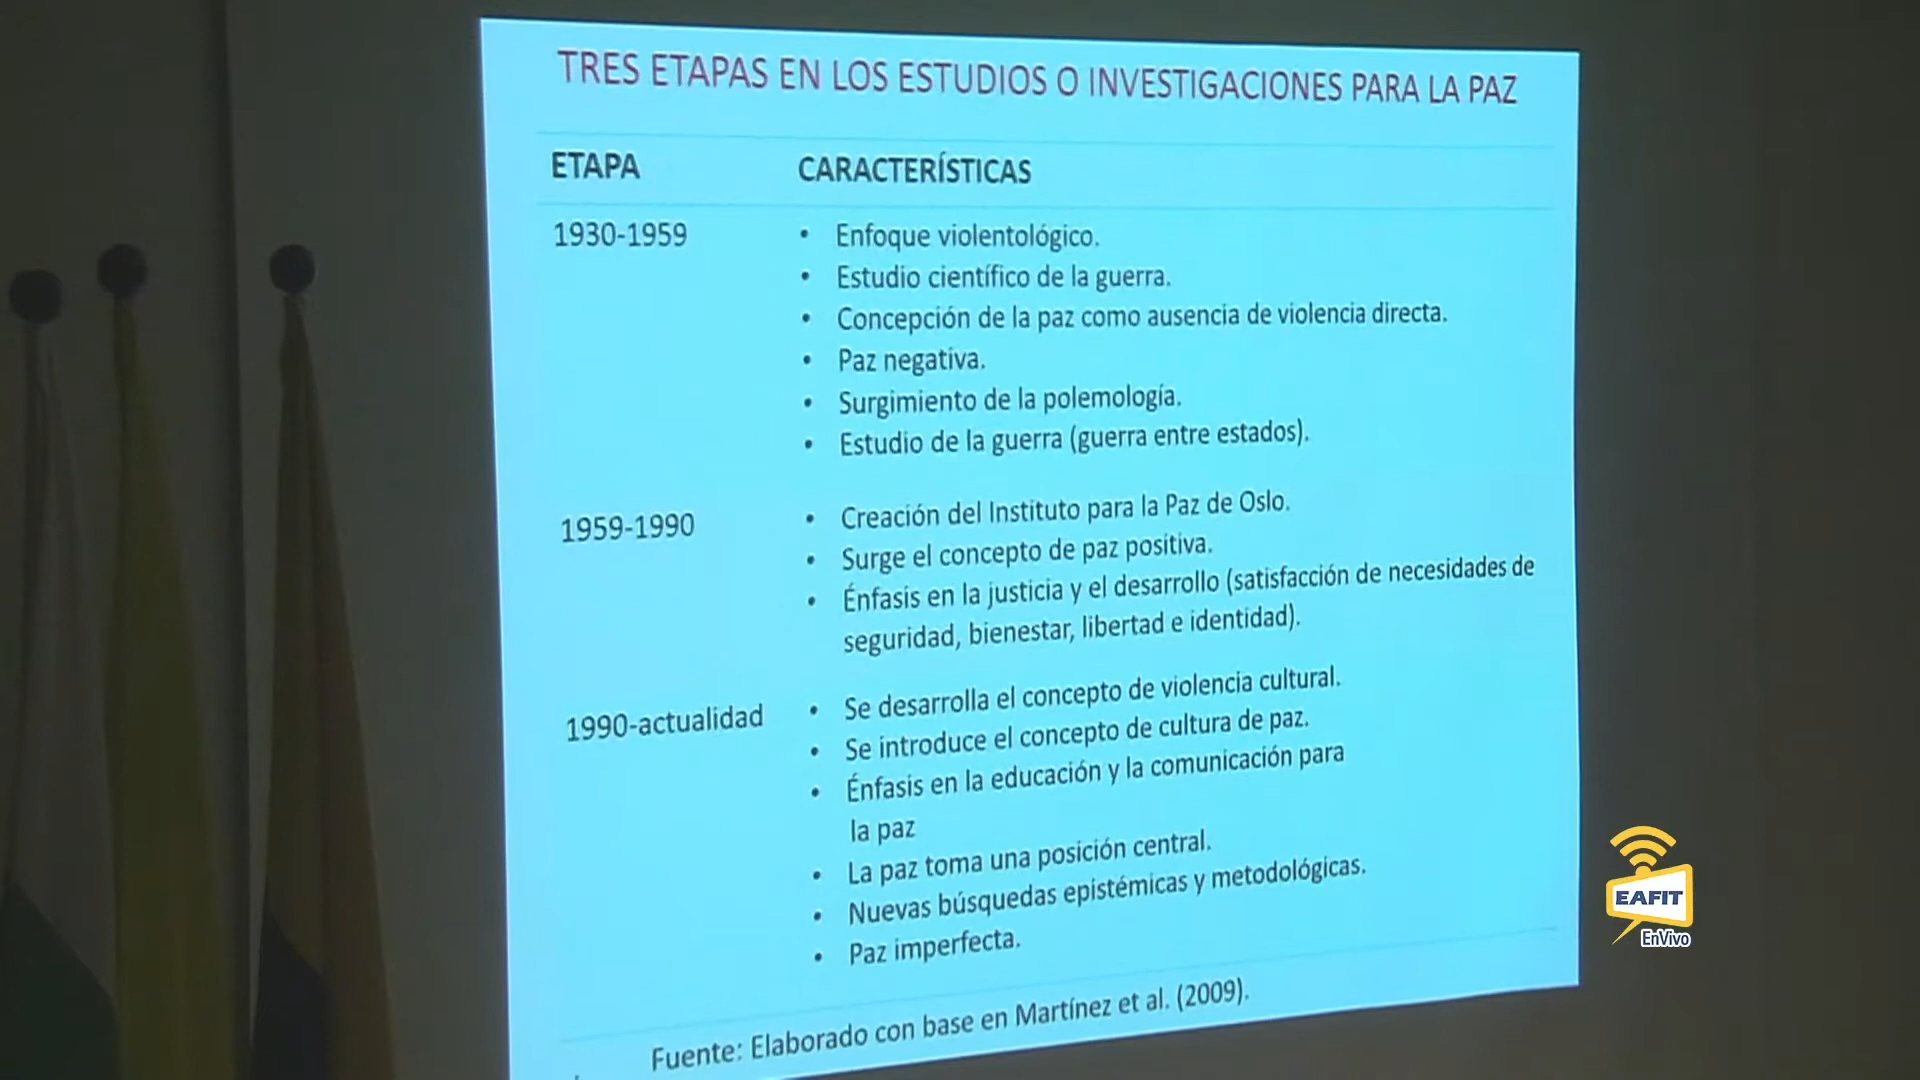 TRES ETAPAS EN LOS ESTUDIOS O INVESTIGACIONES PARA LA PAZ
ETAPA CARACTERÍSTICAS
1930-1959
• Enfoque violentológico.
• Estudio científico de la guerra.
• Concepción de la paz como ausencia de violencia directa.
• Paz negativa.
• Surgimiento de la polemología.
• Estudio de la guerra (guerra entre estados).
1959-1990
• Creación del Instituto para la Paz de Oslo.
• Surge el concepto de paz positiva.
• Énfasis en la justicia y el desarrollo (satisfacción de necesidades de
seguridad, bienestar, libertad e identidad).
1990-actualidad
• Se desarrolla el concepto de violencia cultural.
• Se introduce el concepto de cultura de paz.
• Énfasis en la educación y la comunicación para
la paz
• La paz toma una posición central.
• Nuevas búsquedas epistémicas y metodológicas.
• Paz imperfecta.
Fuente: Elaborado con base en Martínez et al. (2009).
EAFIT
EnVivo